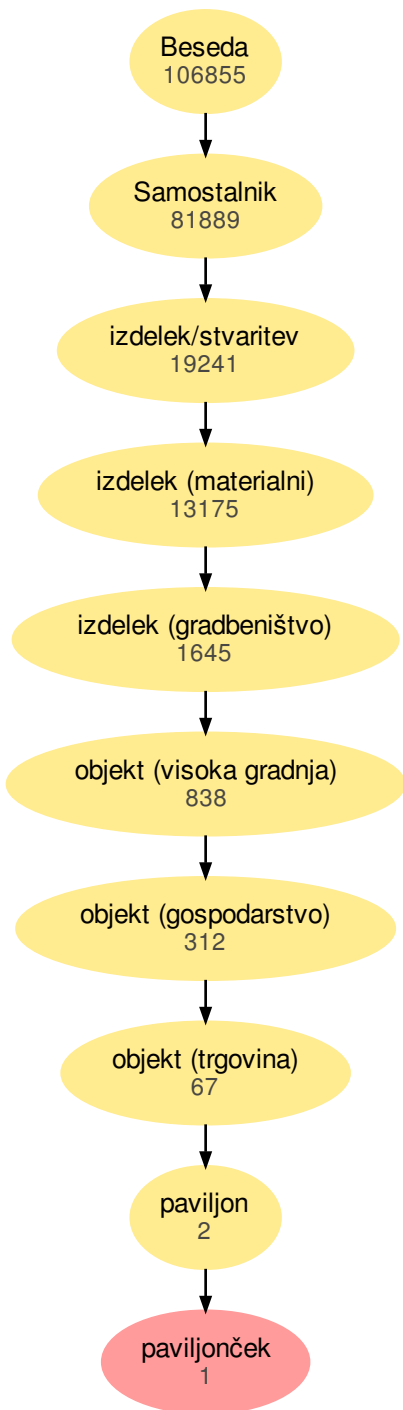 Beseda
106855
Samostalnik
81889
izdelek/stvaritev
19241
izdelek (materialni)
13175
izdelek (gradbeništvo)
1645
objekt (visoka gradnja)
838
objekt (gospodarstvo)
312
objekt (trgovina)
67
paviljon
2
paviljonček
1